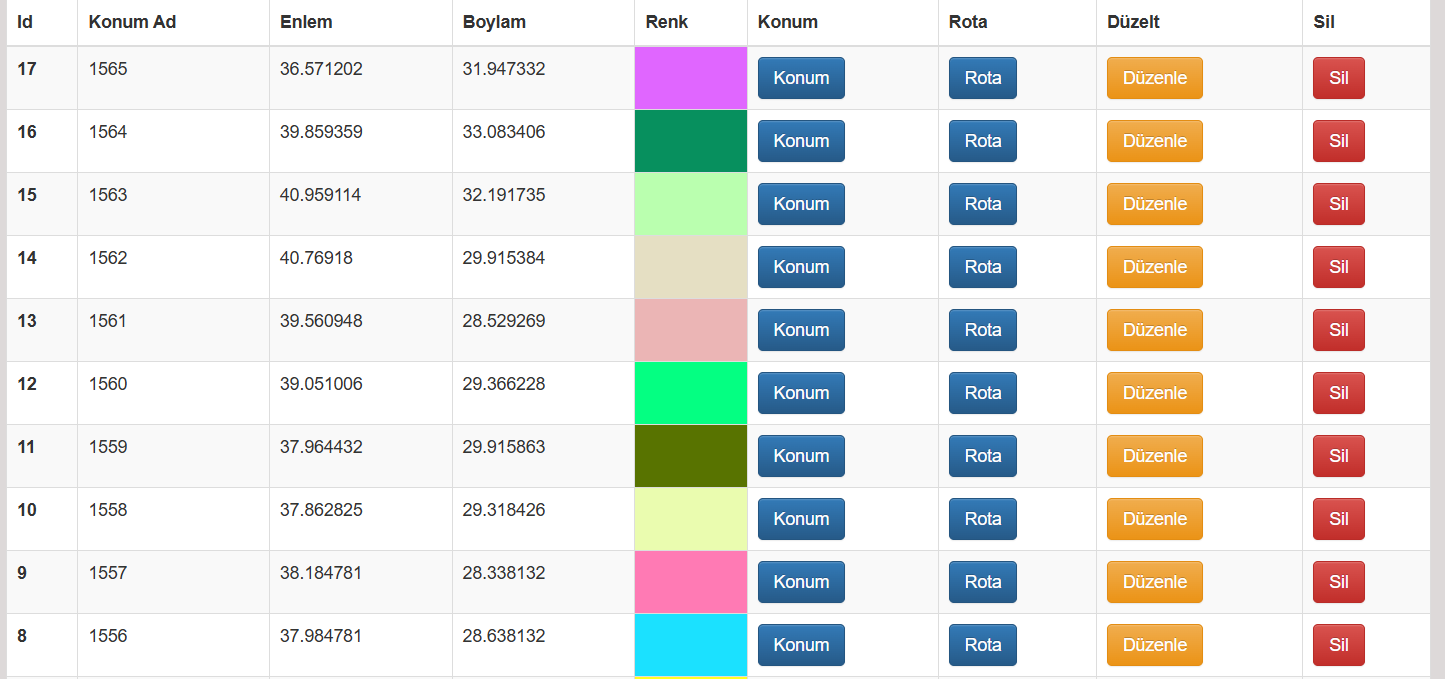 Id Konum Ad Enlem Boylam Renk Konum Rota Düzelt Sil
17 1565 36.571202 31.947332 Konum Rota Düzenle Sil
16 1564 39.859359 33.083406 Konum Rota Düzenle Sil
15 1563 40.959114 32.191735 Konum Rota Düzenle Sil
14 1562 40.76918 29.915384 Konum Rota Düzenle Sil
13 1561 39.560948 28.529269 Konum Rota Düzenle Sil
12 1560 39.051006 29.366228 Konum Rota Düzenle Sil
11 1559 37.964432 29.915863 Konum Rota Düzenle Sil
10 1558 37.862825 29.318426 Konum Rota Düzenle Sil
9 1557 38.184781 28.338132 Konum Rota Düzenle Sil
8 1556 37.984781 28.638132 Konum Rota Düzenle Sil